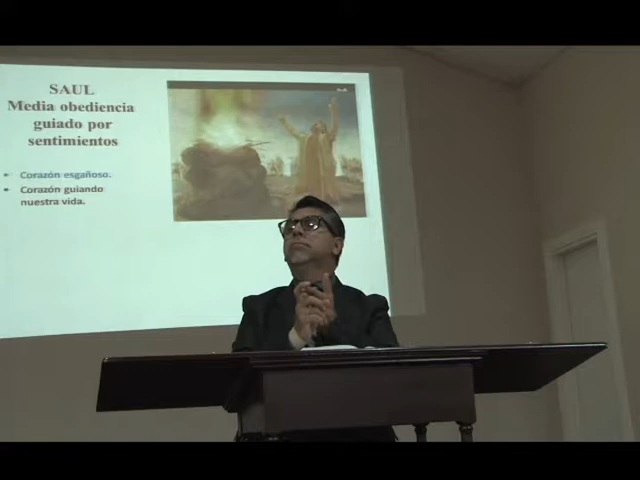 SAUL
Media obediencia
guiado por
sentimientos
Corazón esgañoso.
Corazón guiando
nuestra vida.